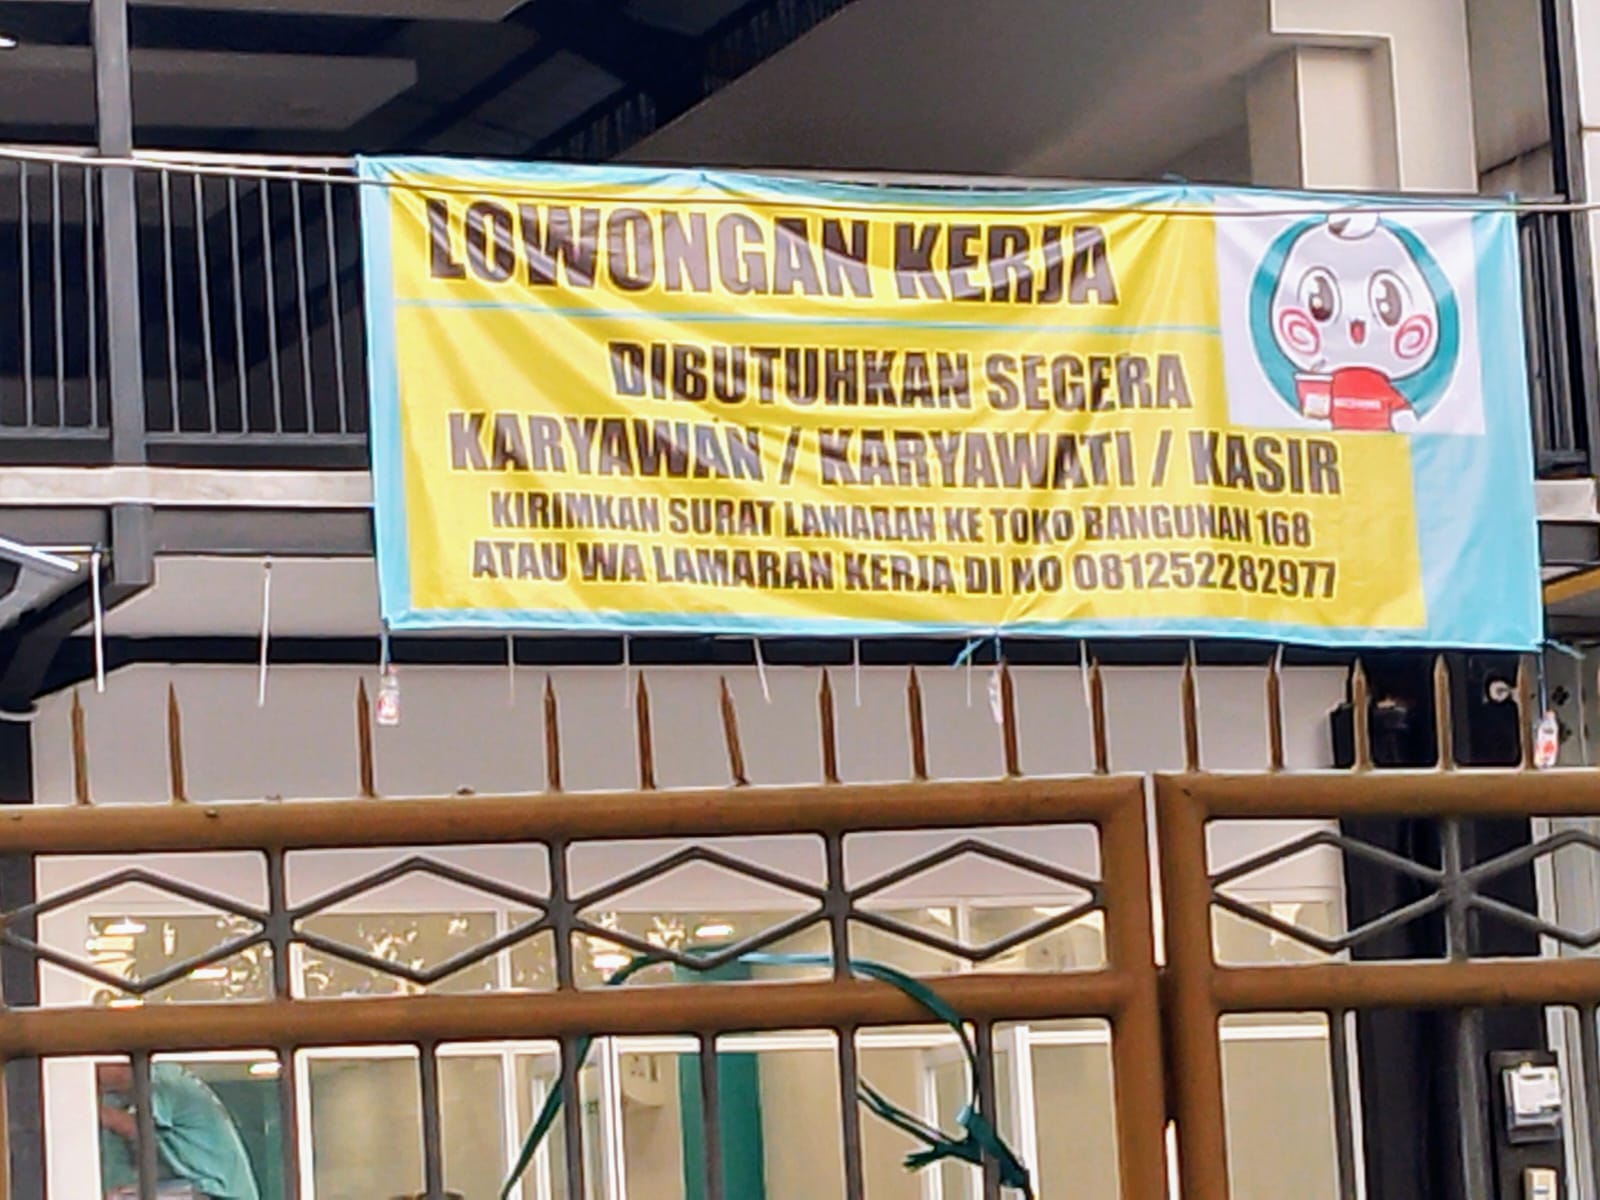 LOWONGAN KERJA
DIBUTUHKAN SEGERA
KARYAWAN / KARYAWATI / KASIR
KIRIMKAN SURAT LAMARAN KE TOKO BANGUNAN 168
ATAU WA LAMARAN KERJA DI NO 081252282977